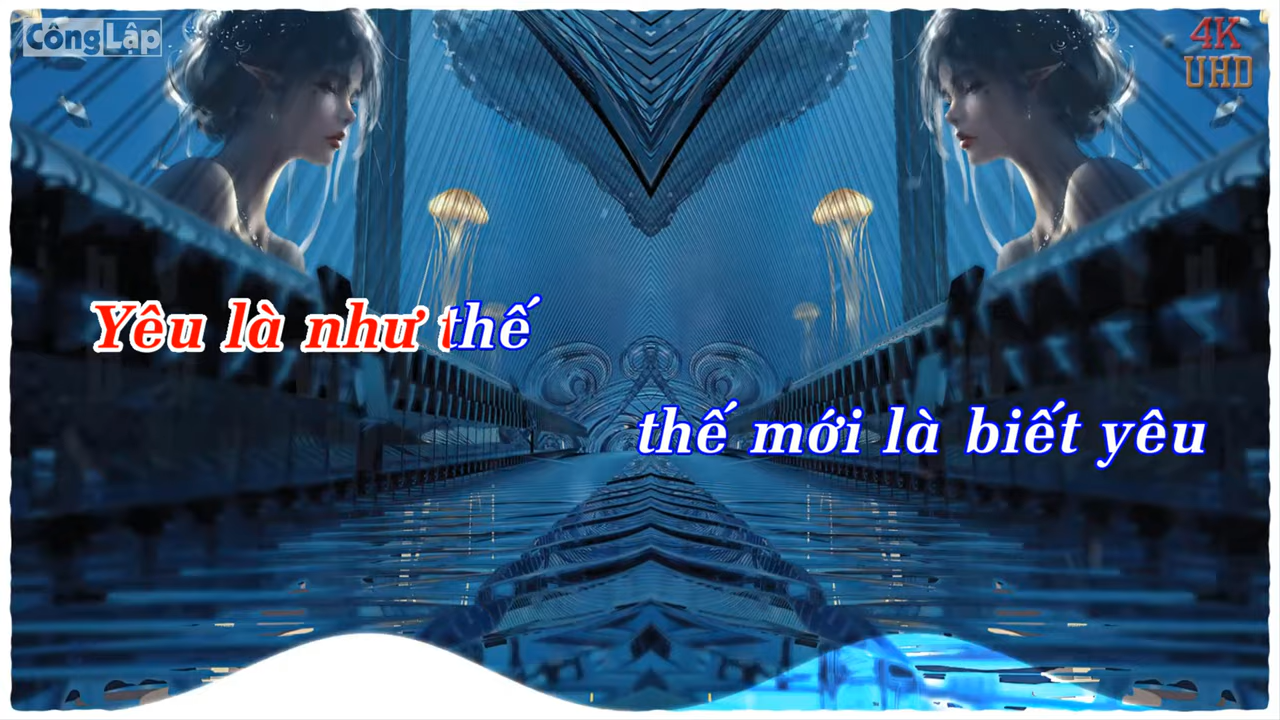 CôngLập
4K
UHD
Yêu là như thế
thế mới là biết yêu